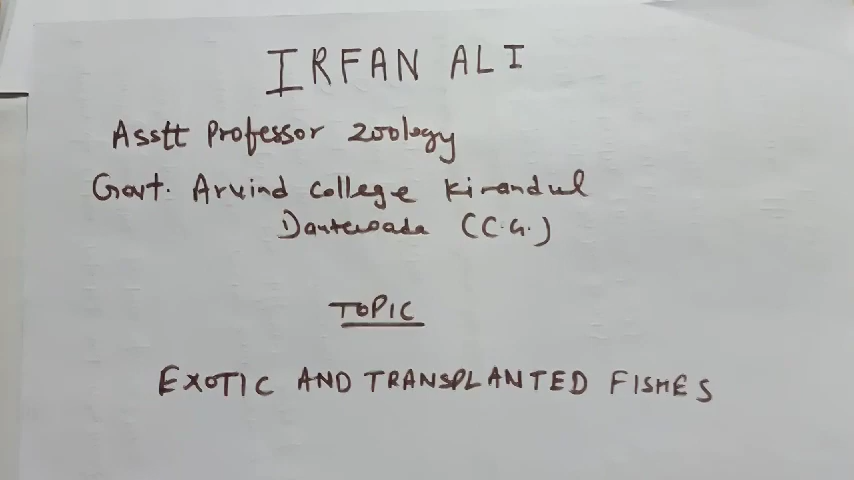 IRFAN ALI
Asstt Professor Zoology
Govt. Arvind college Kirandul
Dantewada (C.G.)
TOPIC
EXOTIC AND TRANSPLANTED FISHES